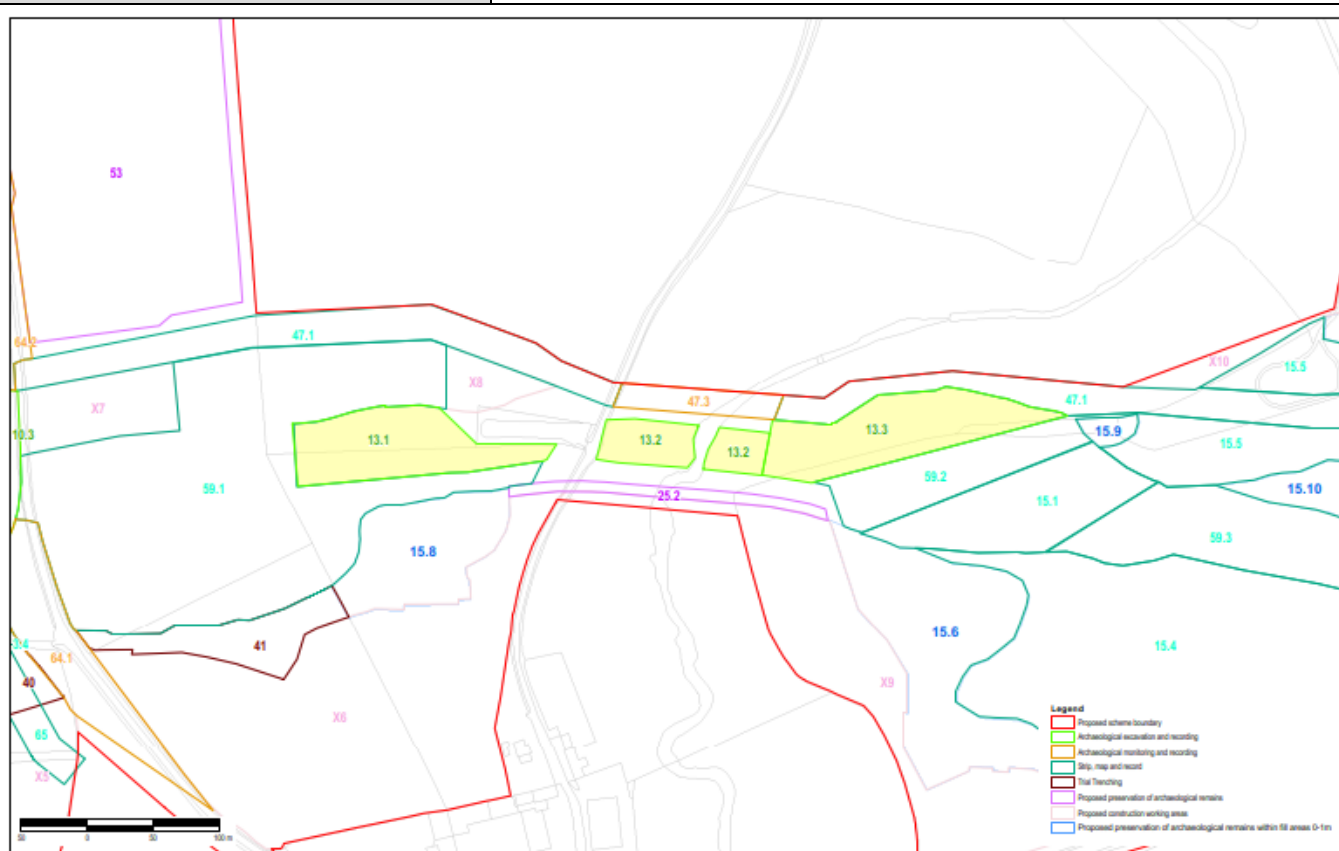 53
64.2
47.1
X10
15.5
X8
X7
47.3
47.1
10.3
13.1
13.2
13.2
13.3
15.9
15.5
59.1
59.2
15.10
25.2
15.1
15.8
59.3
15.6
15.4
41
64.1
40
X6
X9
65
X5
Legend
Proposed scheme boundary
Archaeological excavation and recording
Archaeological monitoring and recording
Strip, map and record
Trial Trenching
Proposed preservation of archaeological remains
Proposed construction working areas
Proposed preservation of archaeological remains within fill areas 0-1m
50 0 50 100 m